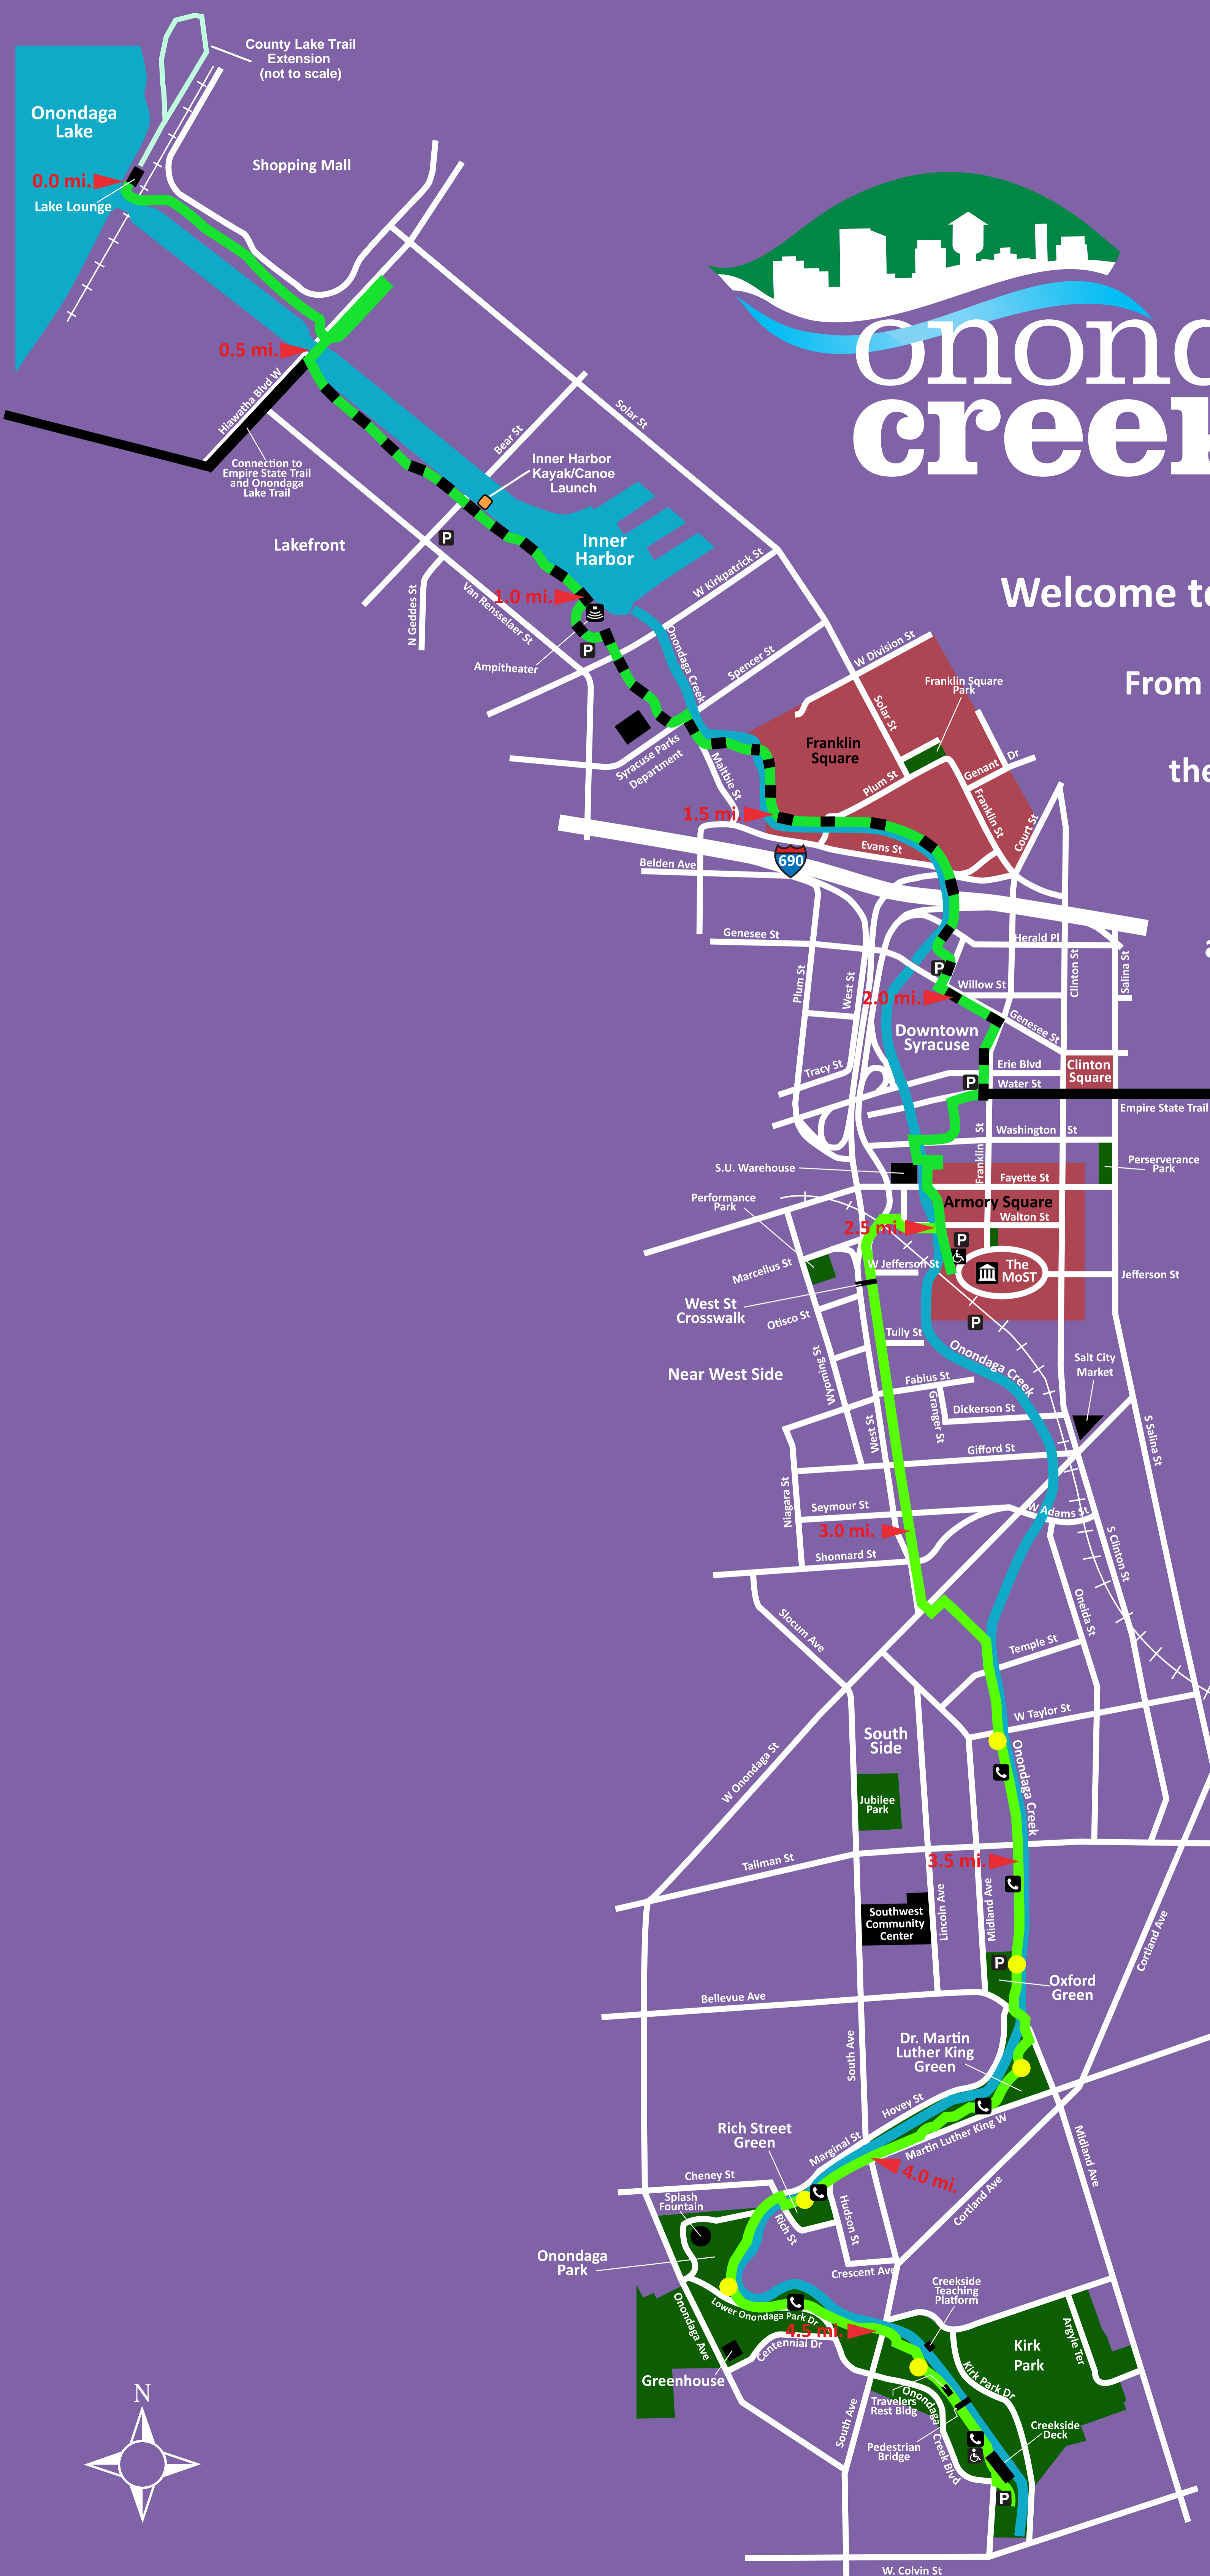 County Lake Trail
Extension
(not to scale)
Onondaga
Lake
Shopping Mall
0.0 mi.
Lake Lounge
0.5 mi.
Hiawatha Blvd W
Solar St
Bear St
Connection to
Empire State Trail
and Onondaga
Lake Trail
Inner Harbor
Kayak/Canoe
Launch
onond
creek
Lakefront
P
Inner
Harbor
W Kirkpatrick St
Welcome to
N Geddes St
Van Rensselaer St
1.0 mi.
Ampitheater
P
Onondaga Creek
Spencer St
W Division St
Franklin Square
Park
From
Solar St
Syracuse Parks
Department
Maltbie St
Franklin
Square
Plum St
Genant Dr
the
Franklin St
Court St
1.5 mi.
Evans St
690
Belden Ave
Genesee St
Herald Pl
a
P
Plum St
West St
Willow St
Clinton St
Salina St
2.0 mi.
Genesee St
Downtown
Syracuse
Tracy St
Erie Blvd
Water St
P
Clinton
Square
Empire State Trail
Washington St
Franklin St
S.U. Warehouse
Perserverance
Park
Fayette St
Performance
Park
Armory Square
Walton St
2.5 mi.
P
Marcellus St
W Jefferson St
The
MoST
Jefferson St
West St
Crosswalk
Otisco St
P
Tully St
Near West Side
Wyoming St
Onondaga Creek
Salt City
Market
Fabius St
Granger St
Dickerson St
West St
S Salina St
Gifford St
Niagara St
Seymour St
W Adams St
3.0 mi.
Shonnard St
S Clinton St
Slocum Ave
Oneida St
Temple St
W Taylor St
South
Side
Onondaga Creek
W Onondaga St
Jubilee
Park
Tallman St
3.5 mi.
Lincoln Ave
Midland Ave
Southwest
Community
Center
Cortland Ave
P
Oxford
Green
Bellevue Ave
South Ave
Dr. Martin
Luther King
Green
Hovey St
Rich Street
Green
Marginal St
Martin Luther King W
Midland Ave
4.0 mi.
Cheney St
Splash
Fountain
Rich St
Hudson St
Cortland Ave
Onondaga
Park
Crescent Ave
Creekside
Teaching
Platform
Onondaga Ave
Lower Onondaga Park Dr
4.5 mi.
Centennial Dr
Argyle Ter
Kirk
Park
Greenhouse
Kirk Park Dr
Travelers
Rest Bldg
South Ave
Onondaga Creek Blvd
Creekside
Deck
Pedestrian
Bridge
N
P
W. Colvin St